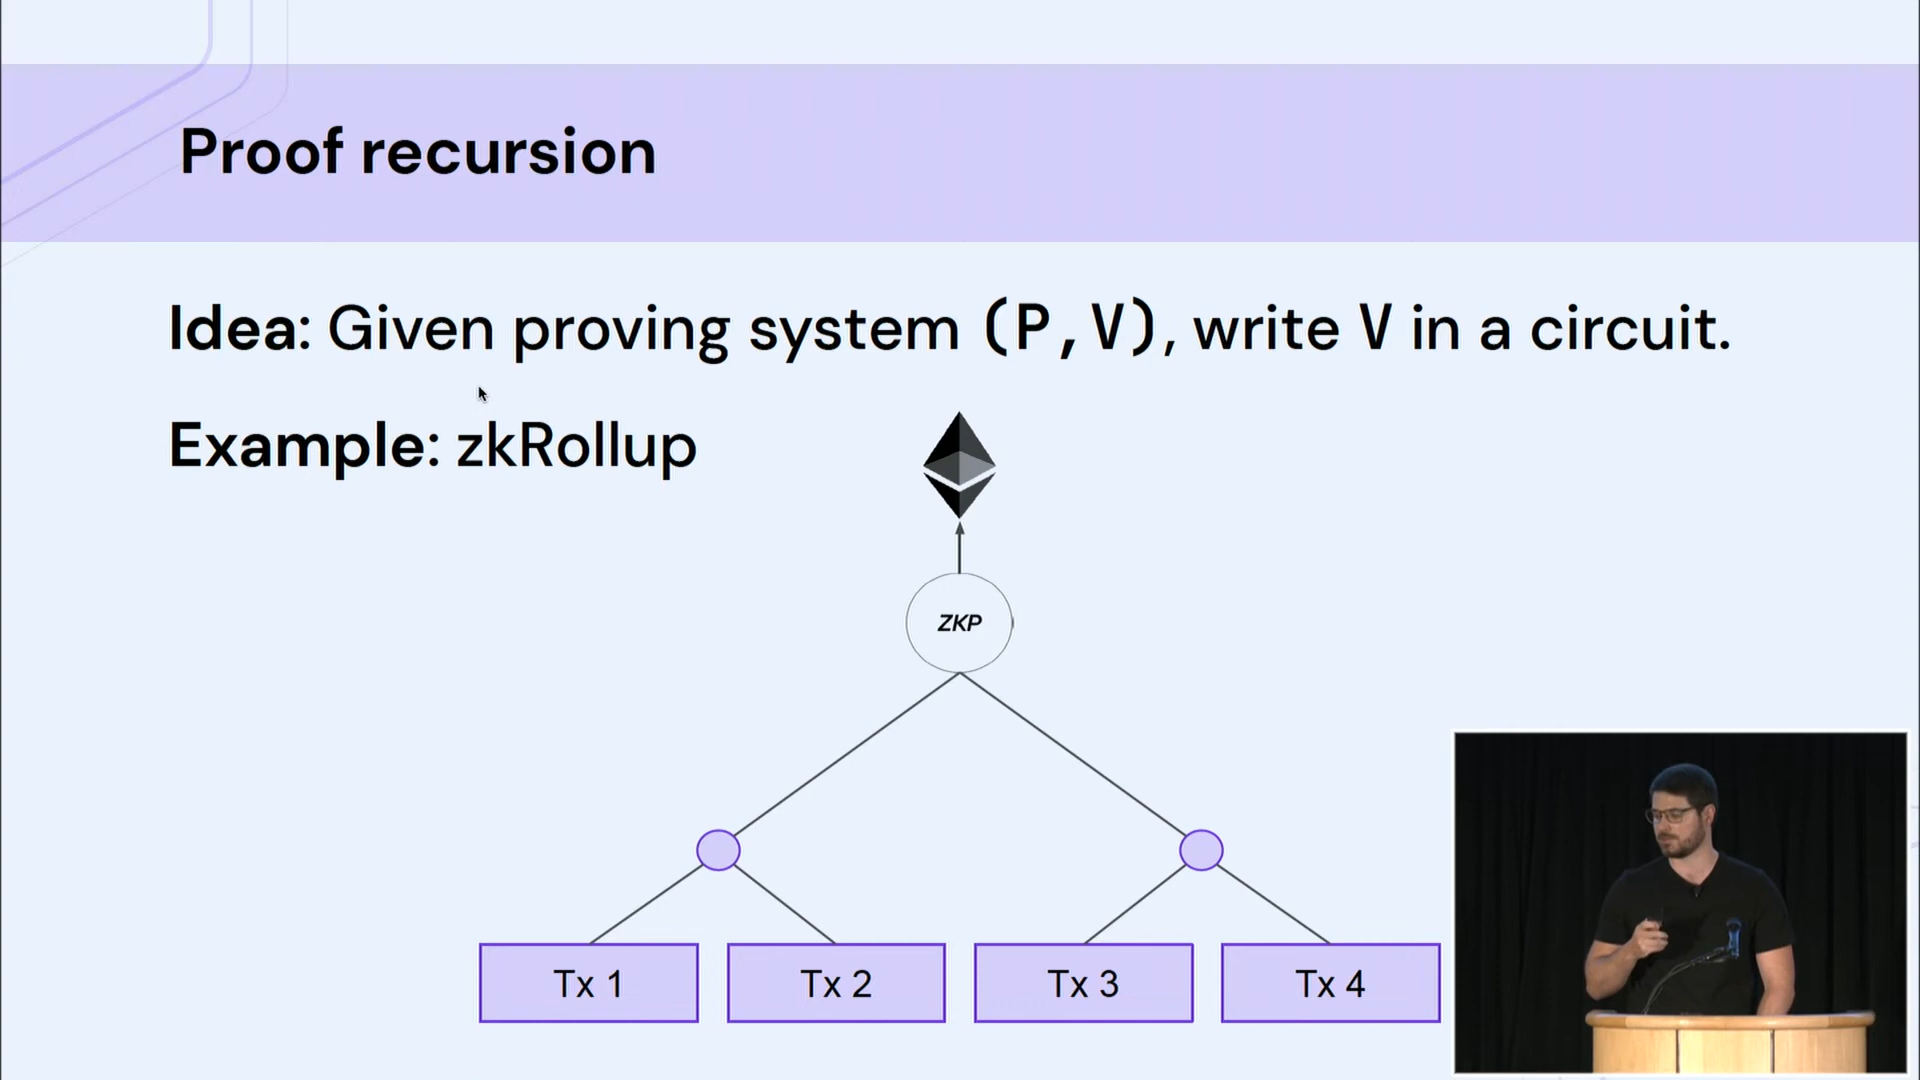 Proof recursion
Idea: Given proving system (P,V), write V in a circuit.
Example: zkRollup
ZKP
Tx 1
Tx 2
Tx 3
Tx 4